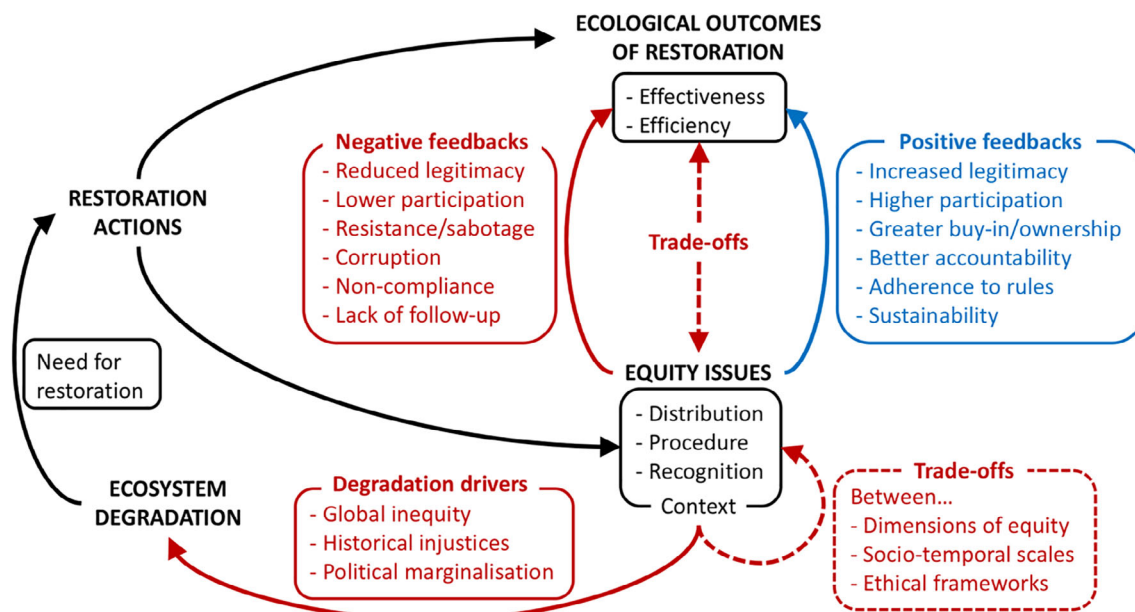 ECOLOGICAL OUTCOMES
OF RESTORATION
- Effectiveness
- Efficiency
Negative feedbacks
- Reduced legitimacy
- Lower participation
- Resistance/sabotage
- Corruption
- Non-compliance
- Lack of follow-up
Positive feedbacks
- Increased legitimacy
- Higher participation
- Greater buy-in/ownership
- Better accountability
- Adherence to rules
- Sustainability
RESTORATION
ACTIONS
Trade-offs
Need for
restoration
EQUITY ISSUES
- Distribution
- Procedure
- Recognition
Context
ECOSYSTEM
DEGRADATION
Degradation drivers
- Global inequity
- Historical injustices
- Political marginalisation
Trade-offs
Between...
- Dimensions of equity
- Socio-temporal scales
- Ethical frameworks